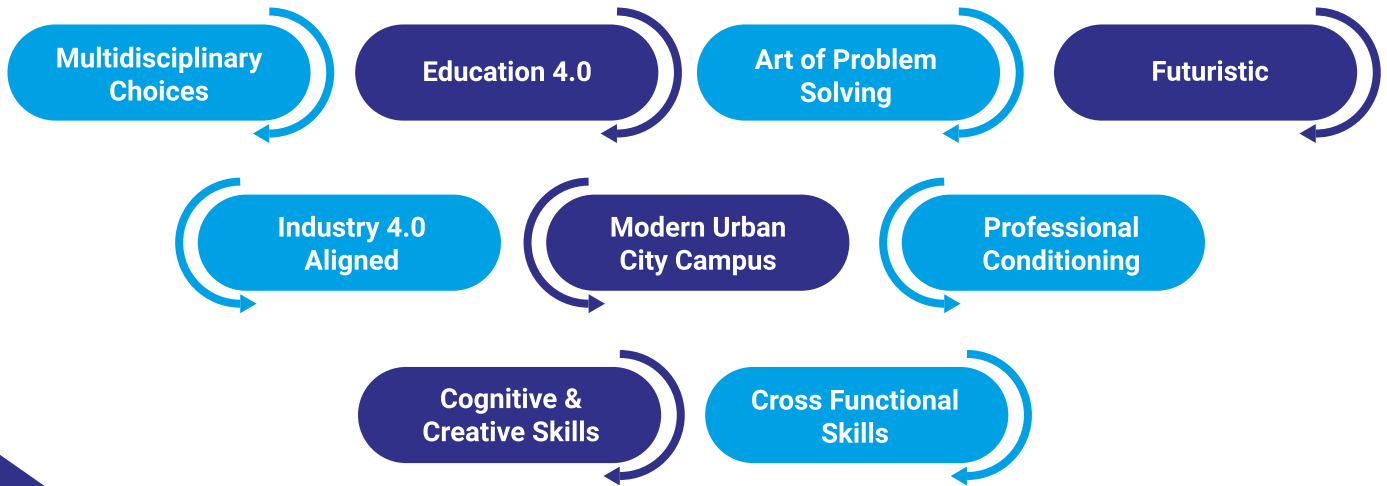 Multidisciplinary
Choices
Education 4.0
Art of Problem
Solving
Futuristic
Industry 4.0
Aligned
Modern Urban
City Campus
Professional
Conditioning
Cognitive &
Creative Skills
Cross Functional
Skills